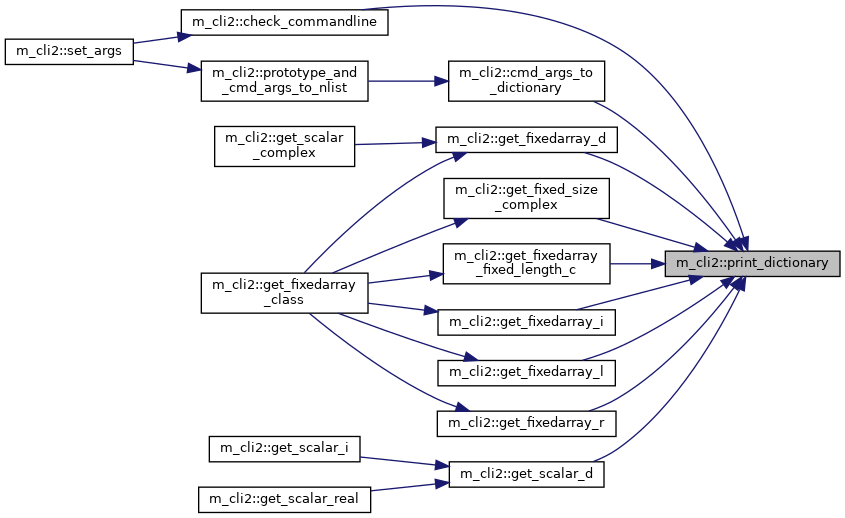 m_cli2::check_commandline
m_cli2::set_args
m_cli2::prototype_and
_cmd_args_to_nlist
m_cli2::cmd_args_to
_dictionary
m_cli2::get_scalar
_complex
m_cli2::get_fixedarray_d
m_cli2::get_fixed_size
_complex
m_cli2::get_fixedarray
_fixed_length_c
m_cli2::print_dictionary
m_cli2::get_fixedarray
_class
m_cli2::get_fixedarray_i
m_cli2::get_fixedarray_l
m_cli2::get_fixedarray_r
m_cli2::get_scalar_i
m_cli2::get_scalar_d
m_cli2::get_scalar_real